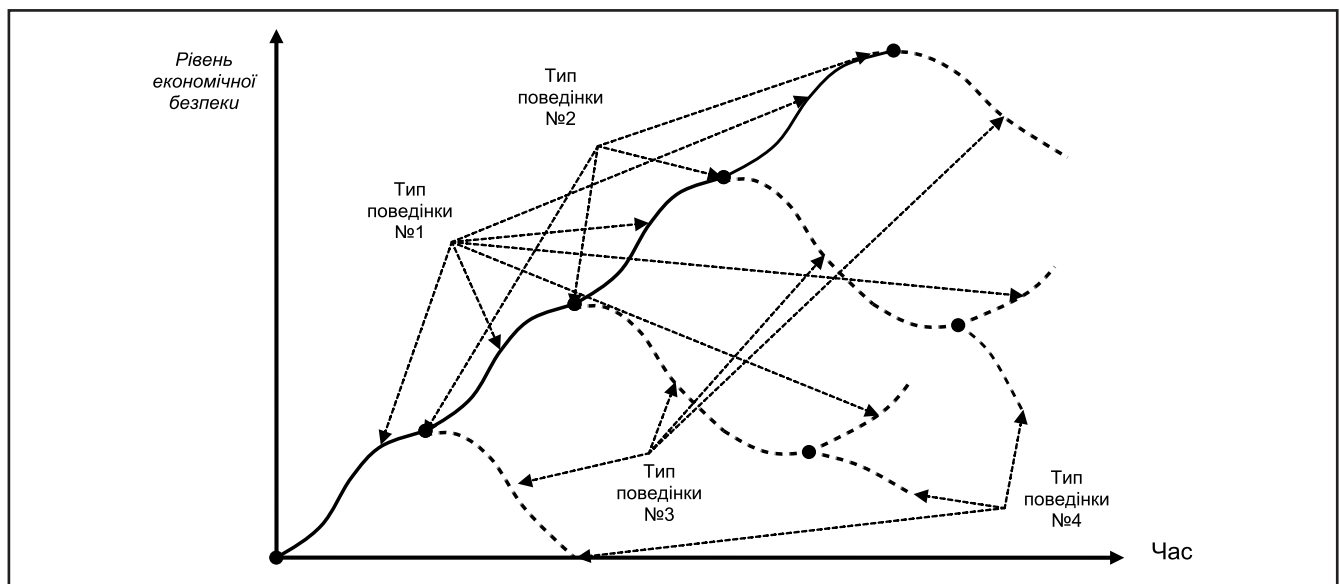 Рівень
економічної
безпеки
Тип
поведінки
№2
Тип
поведінки
№1
Тип
поведінки
№3
Тип
поведінки
№4
Час